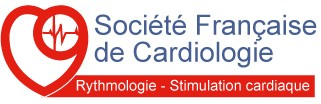 Société Française
de Cardiologie
Rythmologie - Stimulation cardiaque